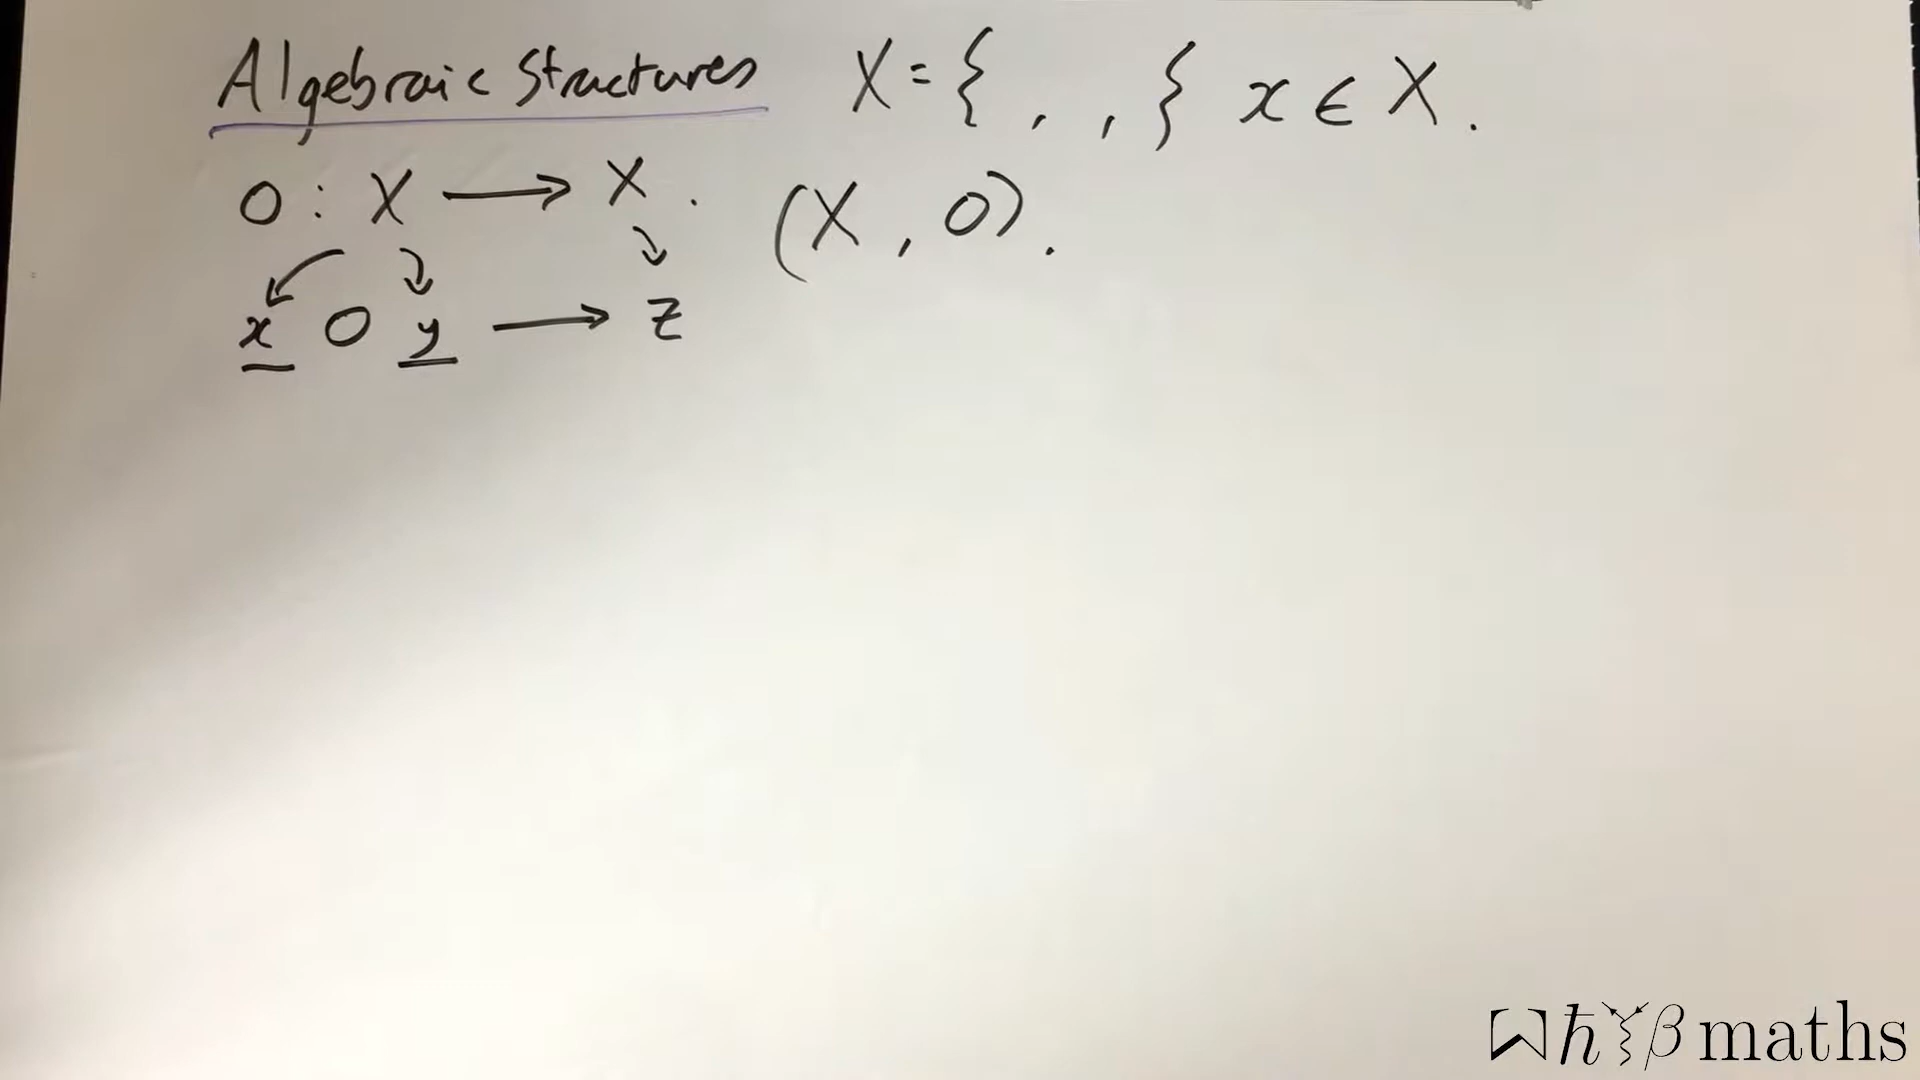 Algebraic Structures X = { , , } x ∈ X .
O : X ⟶ X . (X , O) .
x O y ⟶ z
maths